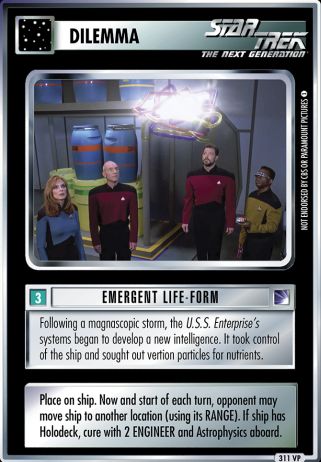 DILEMMA
STAR TREK
THE NEXT GENERATION
NOT ENDORSED BY CBS OR PARAMOUNT PICTURES
3
EMERGENT LIFE-FORM
Following a magnascopic storm, the U.S.S. Enterprise's
systems began to develop a new intelligence. It took control
of the ship and sought out vertion particles for nutrients.
Place on ship. Now and start of each turn, opponent may
move ship to another location (using its RANGE). If ship has
Holodeck, cure with 2 ENGINEER and Astrophysics aboard.
311 VP